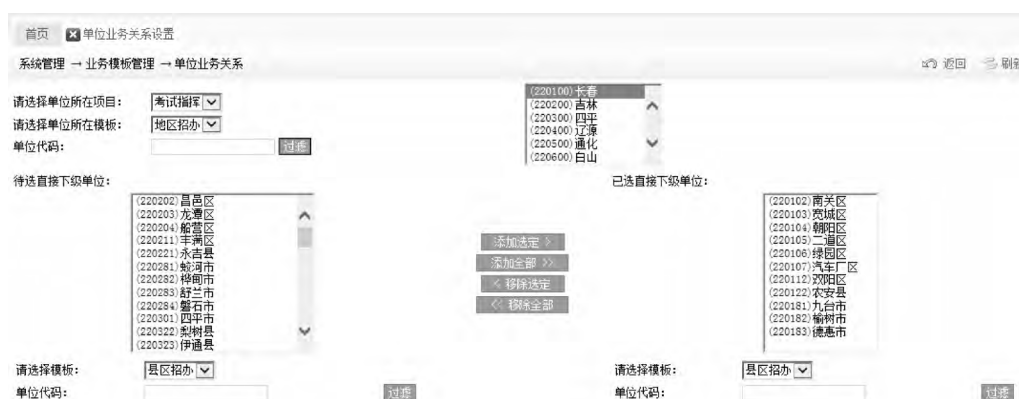 首页 单位业务关系设置
系统管理 → 业务模板管理 → 单位业务关系
返回 刷新
请选择单位所在项目: 考试指挥
请选择单位所在模板: 地区招办
单位代码: 过滤
(220100)长春
(220200)吉林
(220300)四平
(220400)辽源
(220500)通化
(220600)白山
待选直接下级单位:
(220202)昌邑区
(220203)龙潭区
(220204)船营区
(220211)丰满区
(220221)永吉县
(220281)蛟河市
(220282)桦甸市
(220283)舒兰市
(220284)磐石市
(220301)四平市
(220322)梨树县
(220323)伊通县
添加选定 >
添加全部 >>
< 移除选定
<< 移除全部
已选直接下级单位:
(220102)南关区
(220103)宽城区
(220104)朝阳区
(220105)二道区
(220106)绿园区
(220107)汽车厂区
(220112)双阳区
(220122)农安县
(220181)九台市
(220182)榆树市
(220183)德惠市
请选择模板: 县区招办
单位代码: 过滤
请选择模板: 县区招办
单位代码: 过滤